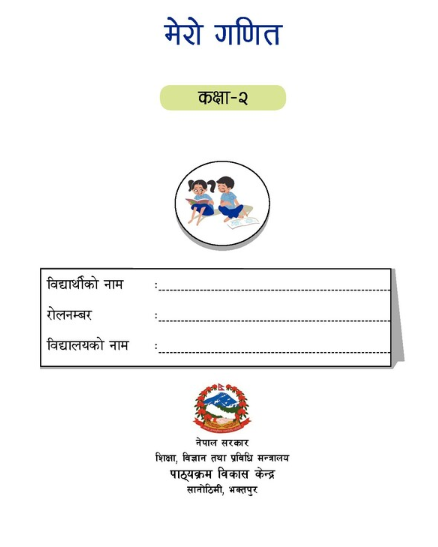 मेरो गणित
कक्षा-२
विद्यार्थीको नाम :
रोलनम्बर :
विद्यालयको नाम :
नेपाल सरकार
शिक्षा, विज्ञान तथा प्रविधि मन्त्रालय
पाठ्यक्रम विकास केन्द्र
सानोठिमी, भक्तपुर